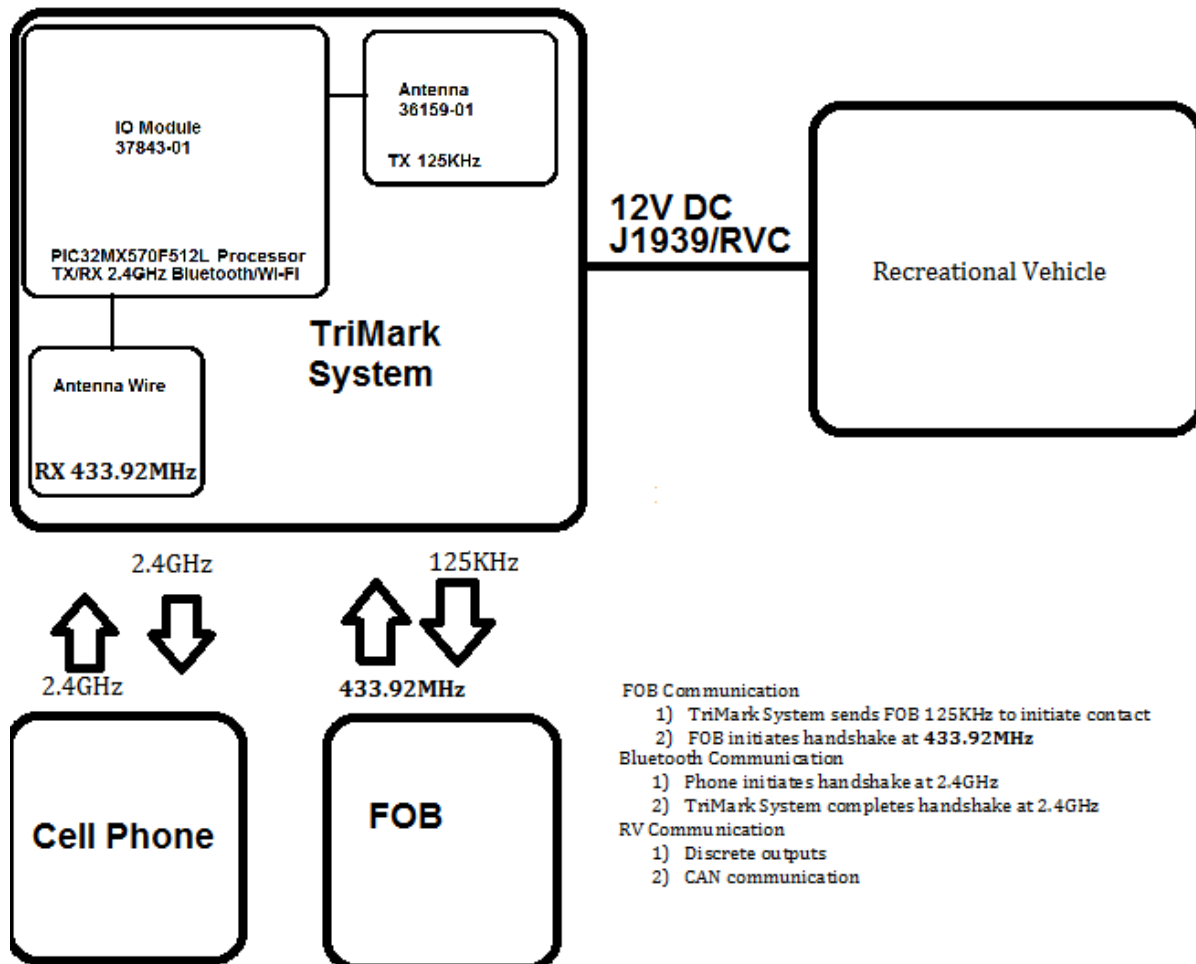 IO Module
37843-01
PIC32MX570F512L Processor
TX/RX 2.4GHz Bluetooth/WI-FI
Antenna
36159-01
TX 125KHz
Antenna Wire
RX 433.92MHz
TriMark
System
12V DC
J1939/RVC
Recreational Vehicle
2.4GHz
125KHz
2.4GHz
433.92MHz
Cell Phone
FOB
FOB Communication
1) TriMark System sends FOB 125KHz to initiate contact
2) FOB initiates handshake at 433.92MHz
Bluetooth Communication
1) Phone initiates handshake at 2.4GHz
2) TriMark System completes handshake at 2.4GHz
RV Communication
1) Discrete outputs
2) CAN communication